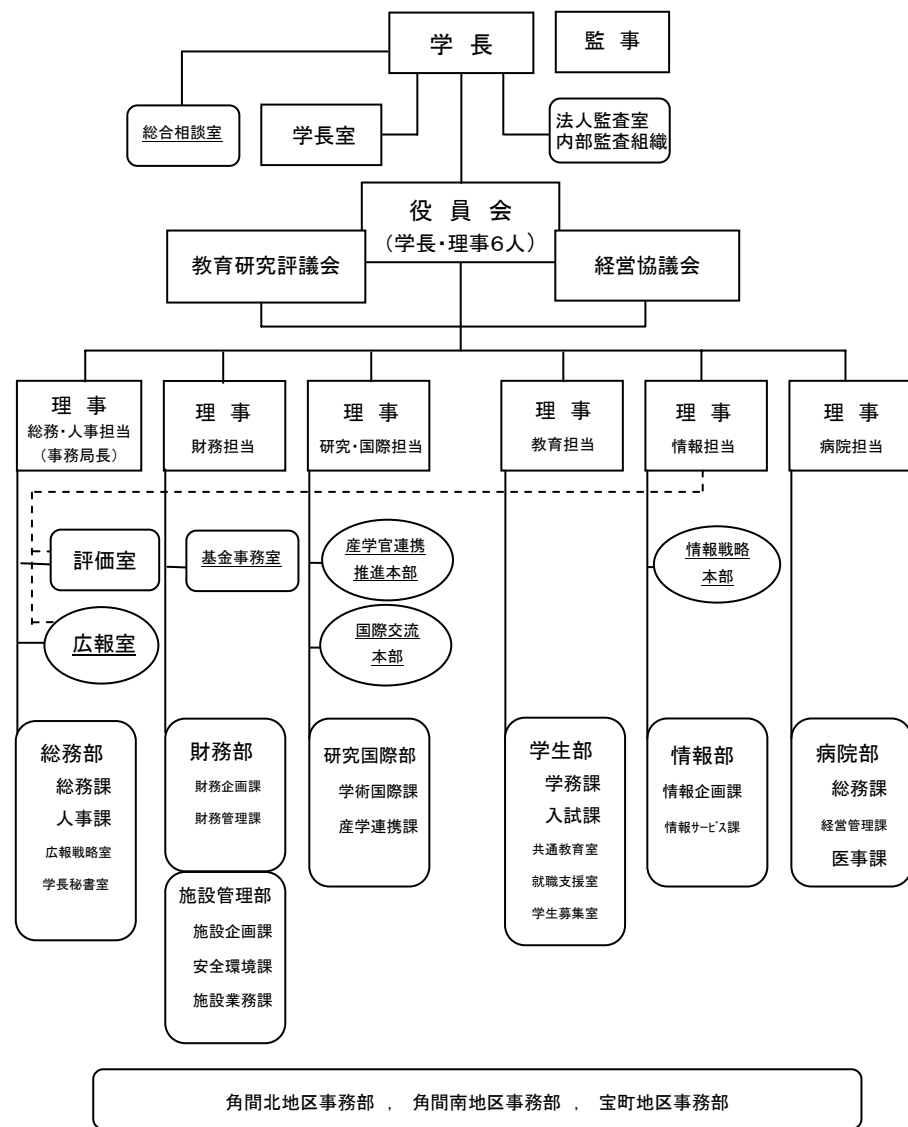 学 長
監 事
総合相談室
学長室
法人監査室
内部監査組織
役 員 会
(学長・理事6人)
教育研究評議会
経営協議会
理 事
総務・人事担当
(事務局長)
理 事
財務担当
理 事
研究・国際担当
理 事
教育担当
理 事
情報担当
理 事
病院担当
評価室
基金事務室
産学官連携
推進本部
情報戦略
本部
広報室
国際交流
本部
総務部
総務課
人事課
広報戦略室
学長秘書室
財務部
財務企画課
財務管理課
施設管理部
施設企画課
安全環境課
施設業務課
研究国際部
学術国際課
産学連携課
学生部
学務課
入試課
共通教育室
就職支援室
学生募集室
情報部
情報企画課
情報サービス課
病院部
総務課
経営管理課
医事課
角間北地区事務部 , 角間南地区事務部 , 宝町地区事務部